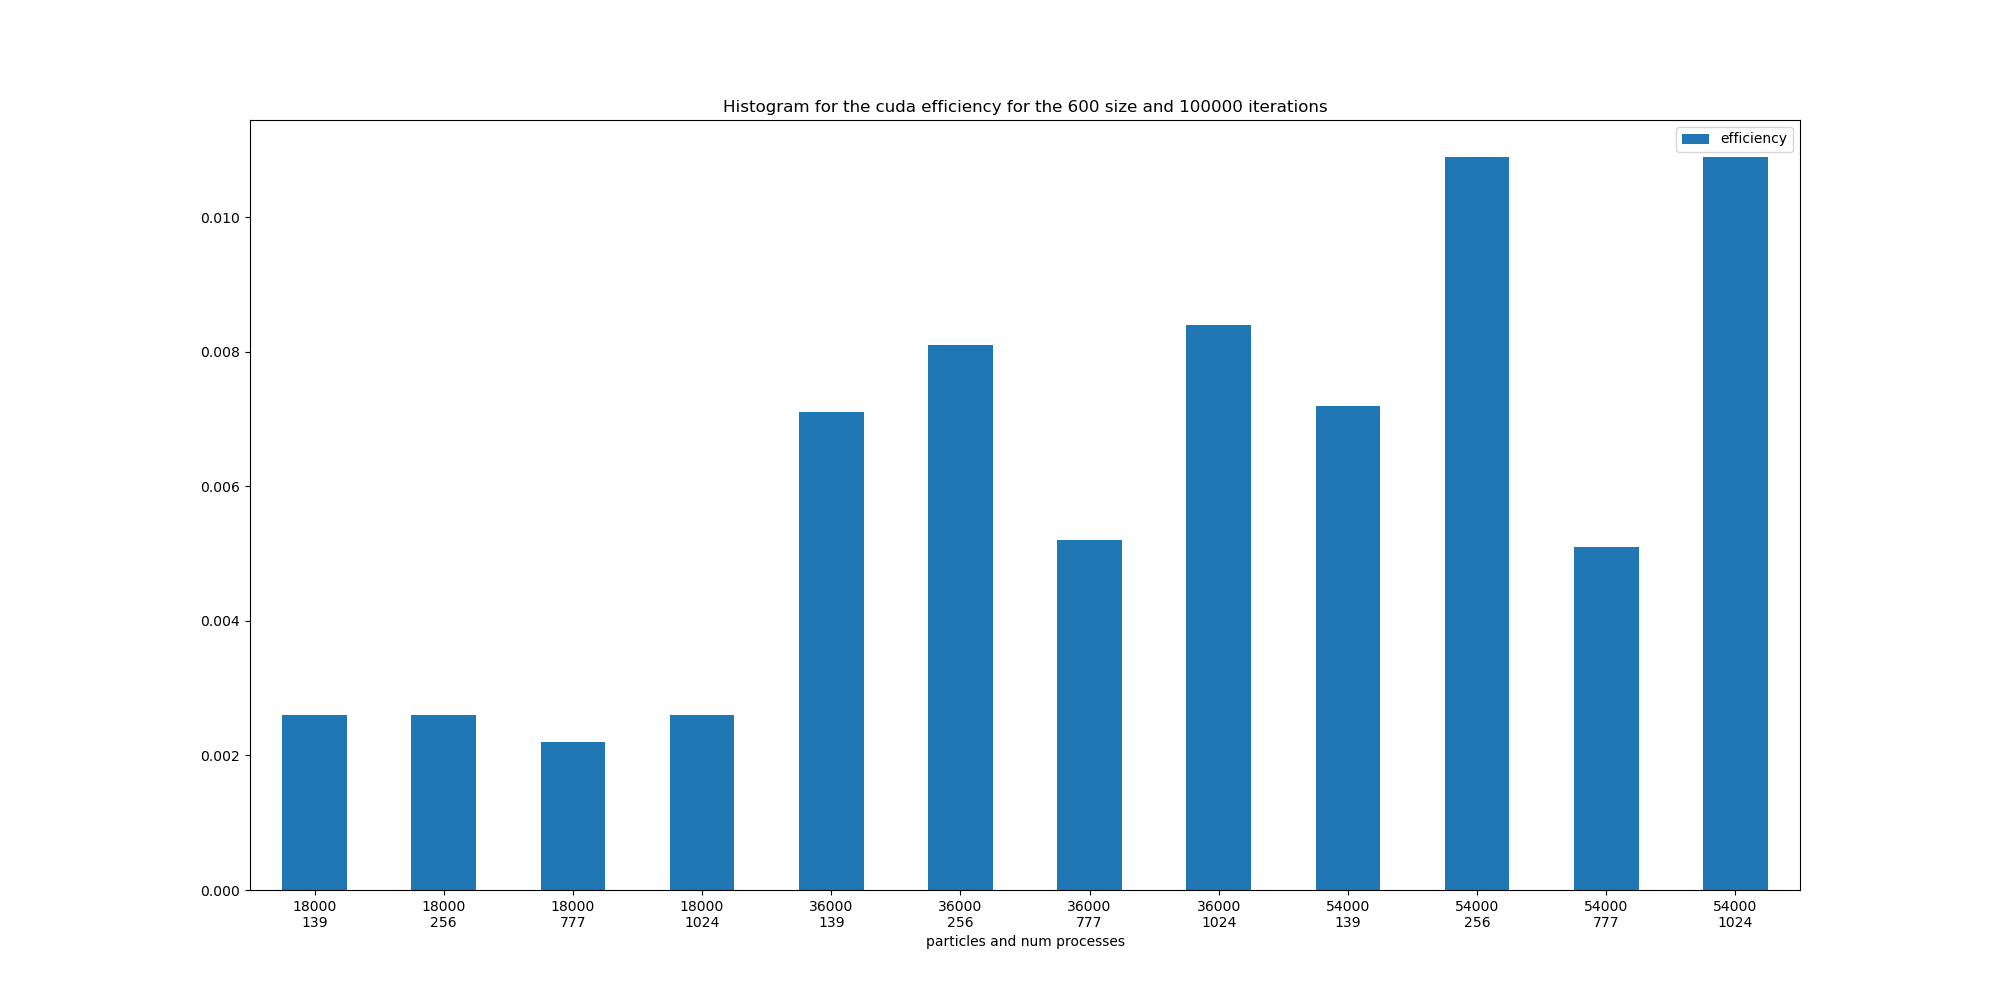 Histogram for the cuda efficiency for the 600 size and 100000 iterations
efficiency
0.010
0.008
0.006
0.004
0.002
0.000
18000 18000 18000 18000 36000 36000 36000 36000 54000 54000 54000 54000
139 256 777 1024 139 256 777 1024 139 256 777 1024
particles and num processes